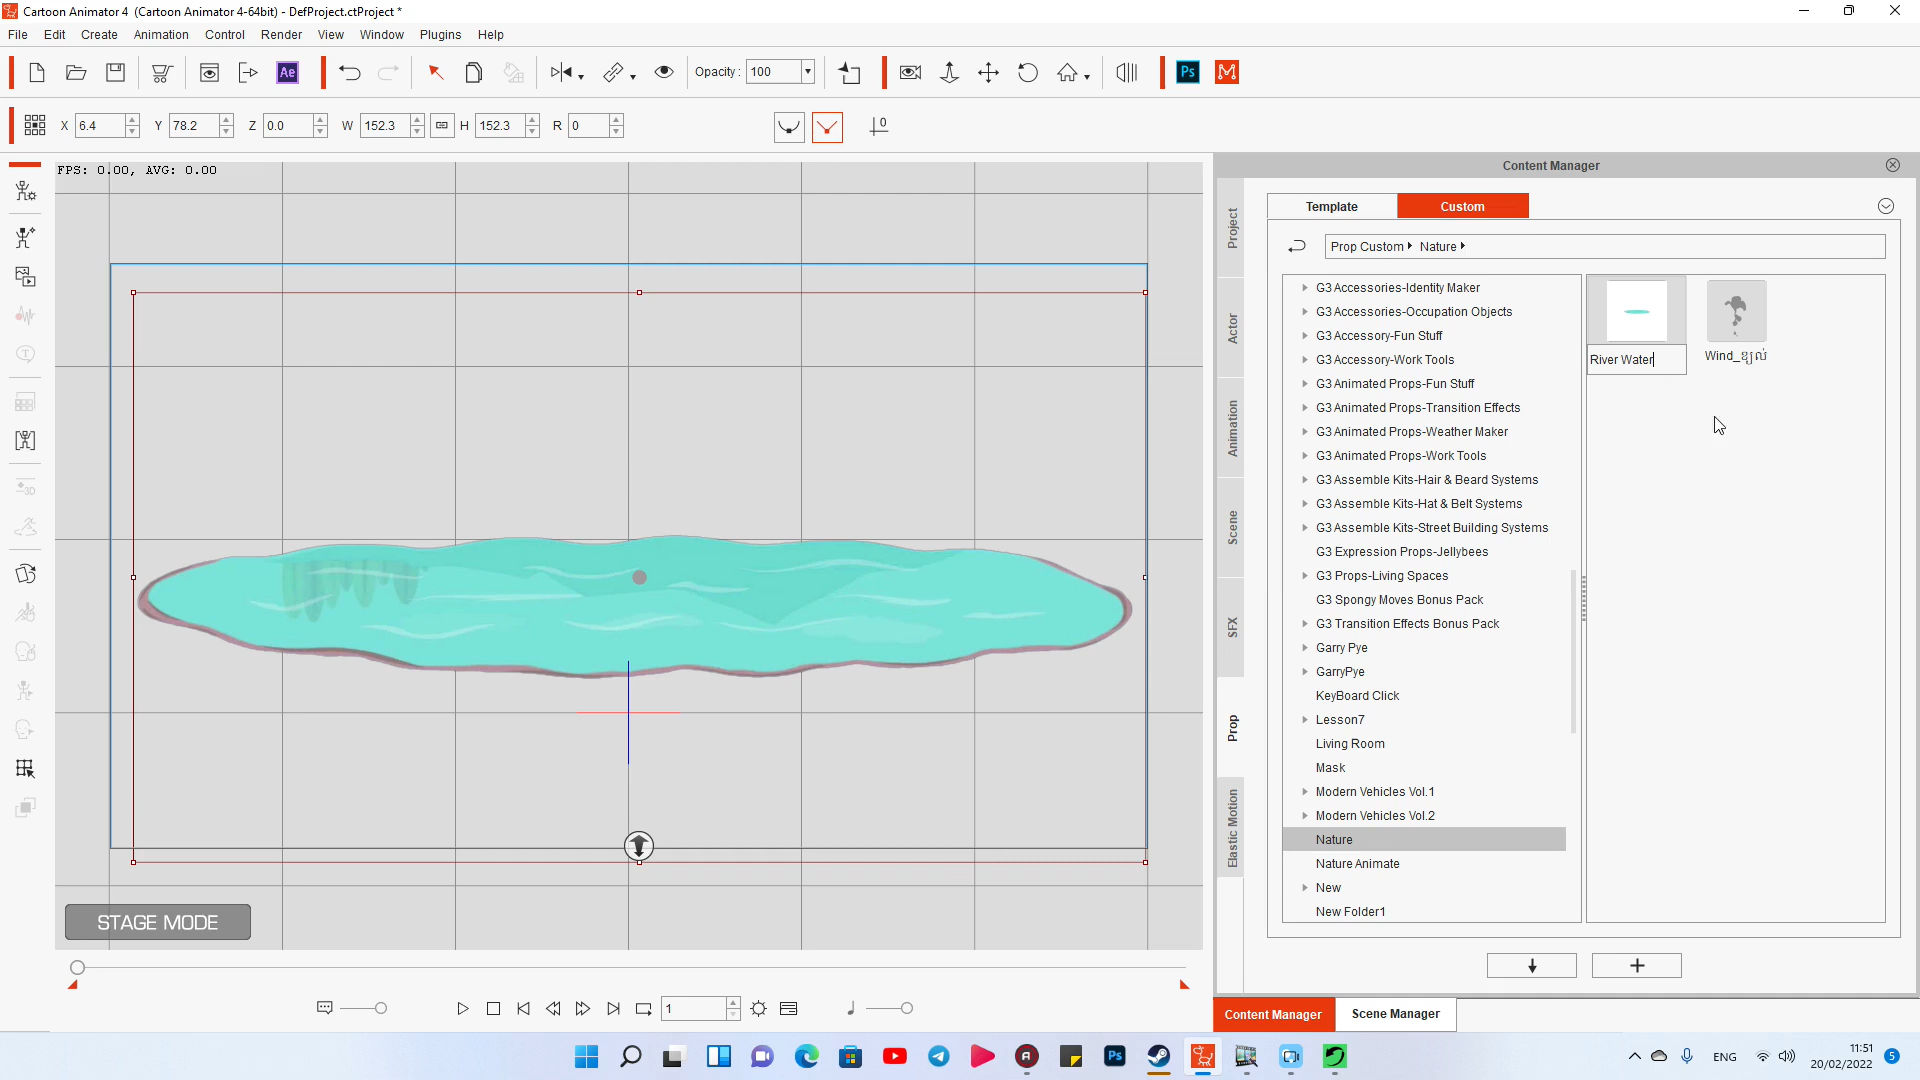 Cartoon Animator 4 (Cartoon Animator 4-64bit) - DefProject.ctProject *
File Edit Create Animation Control Render View Window Plugins Help
Ae Opacity : 100 Ps
X 6.4 Y 78.2 Z 0.0 W 152.3 H 152.3 R 0 0
FPS: 0.00, AVG: 0.00
STAGE MODE
3D
1
Content Manager
Project
Actor
Animation
Scene
SFX
Prop
Elastic Motion
Template Custom
Prop Custom Nature
G3 Accessories-Identity Maker
G3 Accessories-Occupation Objects
G3 Accessory-Fun Stuff
G3 Accessory-Work Tools
G3 Animated Props-Fun Stuff
G3 Animated Props-Transition Effects
G3 Animated Props-Weather Maker
G3 Animated Props-Work Tools
G3 Assemble Kits-Hair & Beard Systems
G3 Assemble Kits-Hat & Belt Systems
G3 Assemble Kits-Street Building Systems
G3 Expression Props-Jellybees
G3 Props-Living Spaces
G3 Spongy Moves Bonus Pack
G3 Transition Effects Bonus Pack
Garry Pye
GarryPye
KeyBoard Click
Lesson7
Living Room
Mask
Modern Vehicles Vol.1
Modern Vehicles Vol.2
Nature
Nature Animate
New
New Folder1
River Water
Wind_ខ្យល់
Content Manager Scene Manager
Ps
ENG
11:51
20/02/2022
5